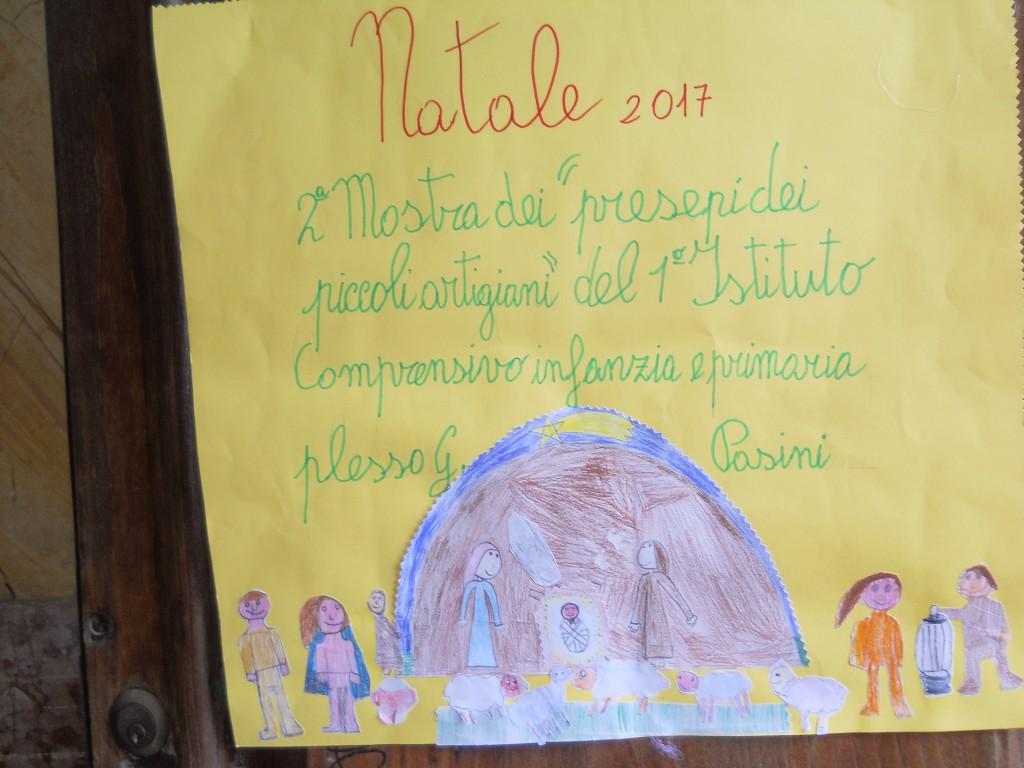 Natale 2017
2ª Mostra dei "presepi dei
piccoli artigiani" del 1º Istituto
Comprensivo infanzia e primaria
plesso G. Pasini